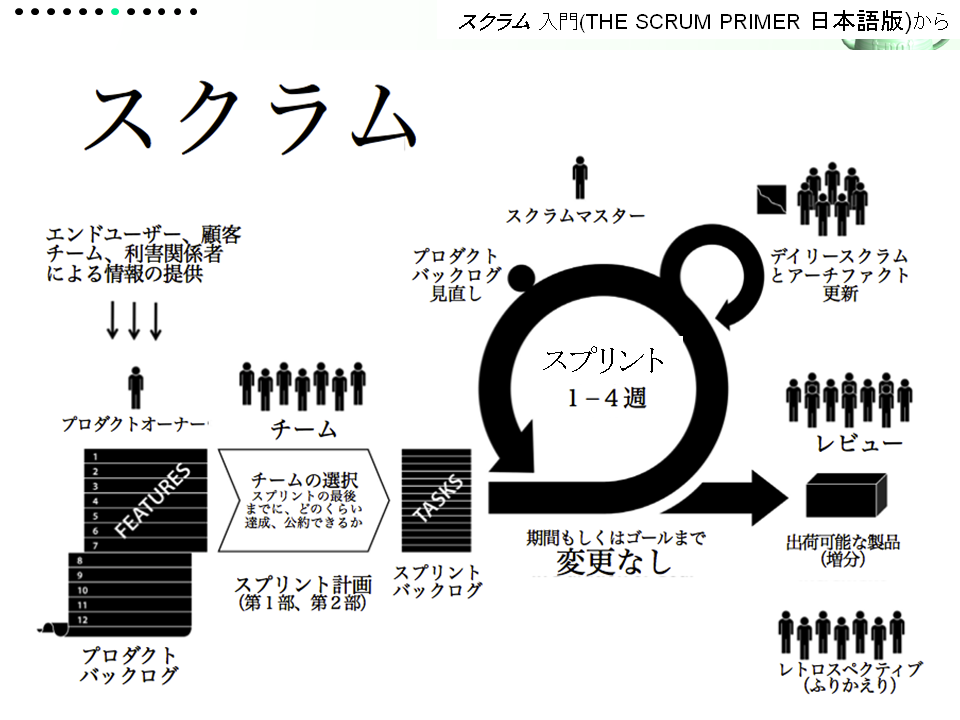 スクラム 入門(THE SCRUM PRIMER 日本語版)から
スクラム
エンドユーザー、顧客
チーム、利害関係者
による情報の提供
プロダクトオーナー
チーム
FEATURES
1
2
3
4
5
6
7
8
9
10
11
12
プロダクト
バックログ
チームの選択
スプリントの最後
までに、どのくらい
達成、公約できるか
スプリント計画
(第1部、第2部)
TASKS
スプリント
バックログ
スクラムマスター
プロダクト
バックログ
見直し
スプリント
1－4週
期間もしくはゴールまで
変更なし
デイリースクラム
とアーチファクト
更新
レビュー
出荷可能な製品
(増分)
レトロスペクティブ
(ふりかえり)